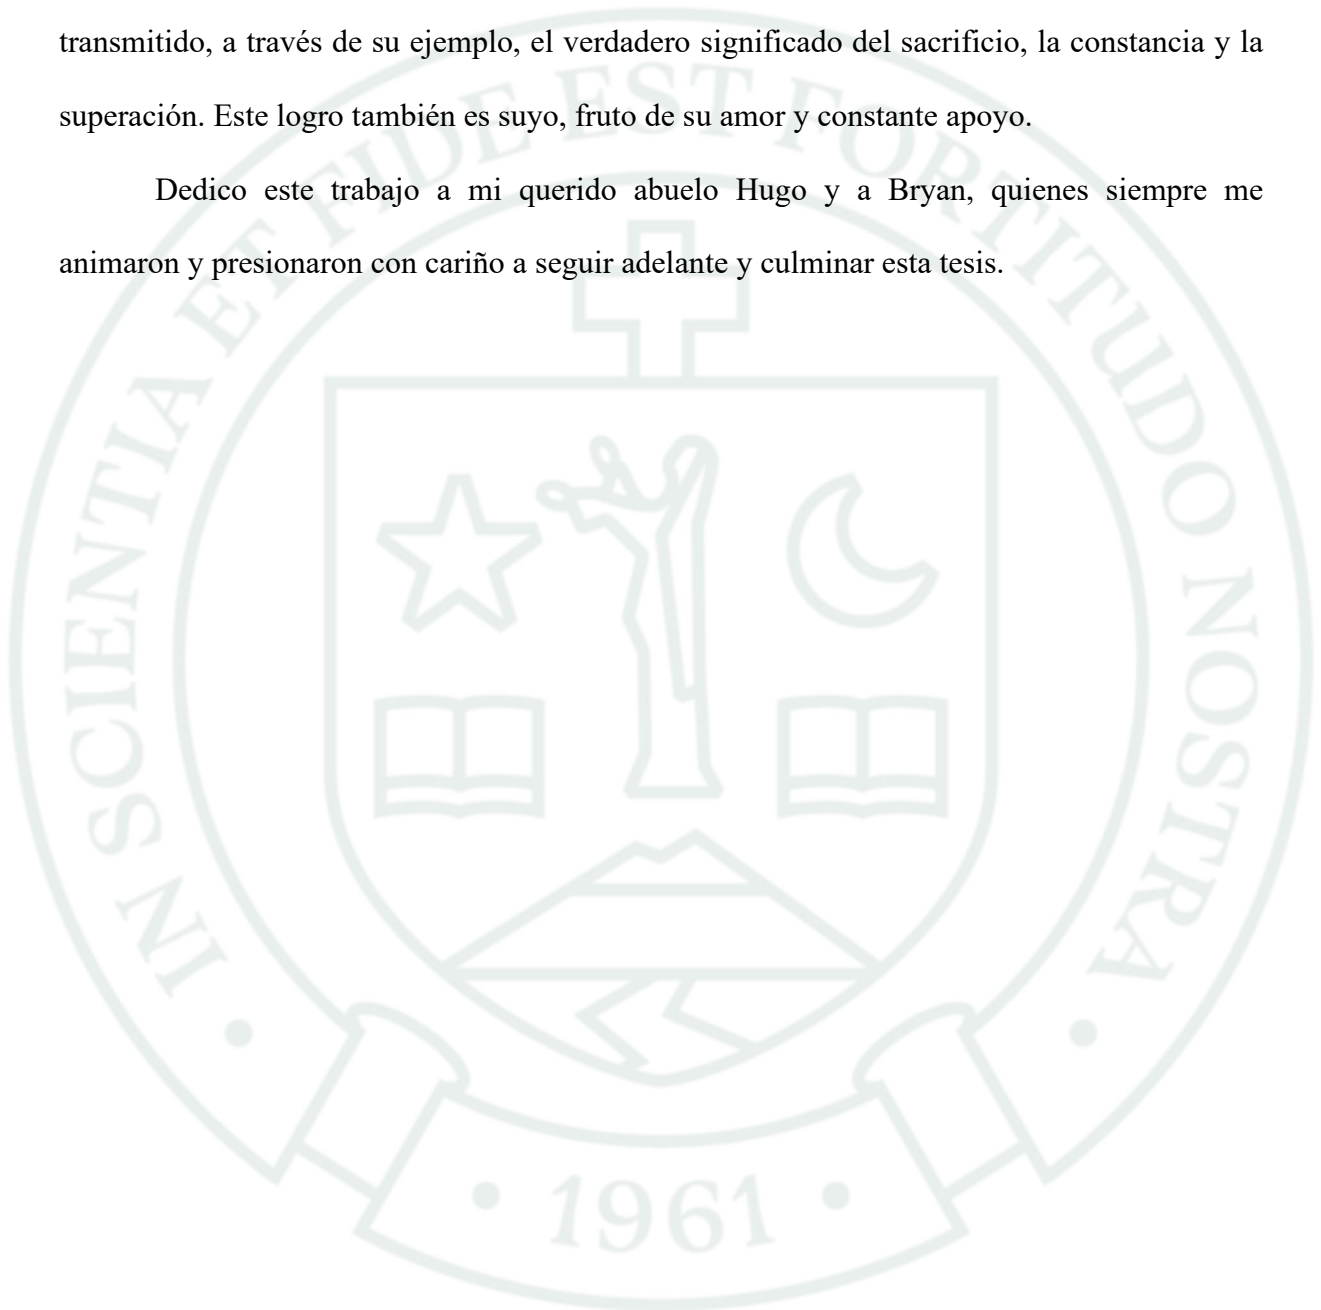 transmitido, a través de su ejemplo, el verdadero significado del sacrificio, la constancia y la
superación. Este logro también es suyo, fruto de su amor y constante apoyo.
Dedico este trabajo a mi querido abuelo Hugo y a Bryan, quienes siempre me
animaron y presionaron con cariño a seguir adelante y culminar esta tesis.
IN SCIENTIA ET FIDE EST FORTITUDO NOSTRA
• 1961 •